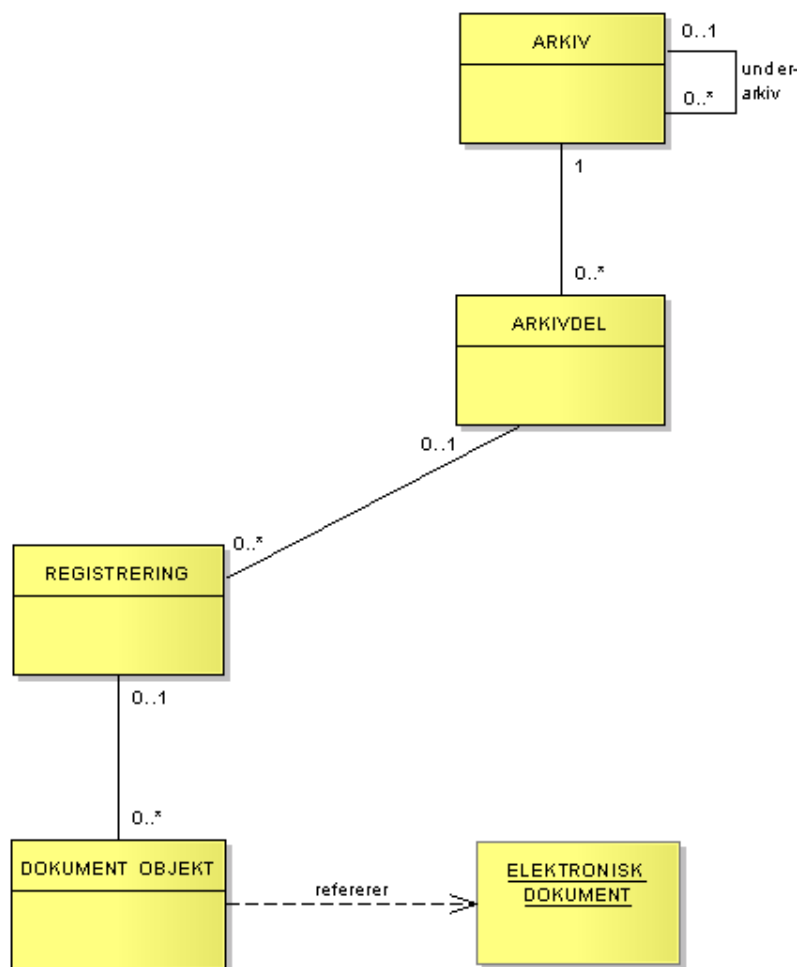 ARKIV
0..1
under-
arkiv
0..*
1
0..*
ARKIVDEL
0..1
0..*
REGISTRERING
0..1
0..*
DOKUMENT OBJEKT
refererer
ELEKTRONISK
DOKUMENT